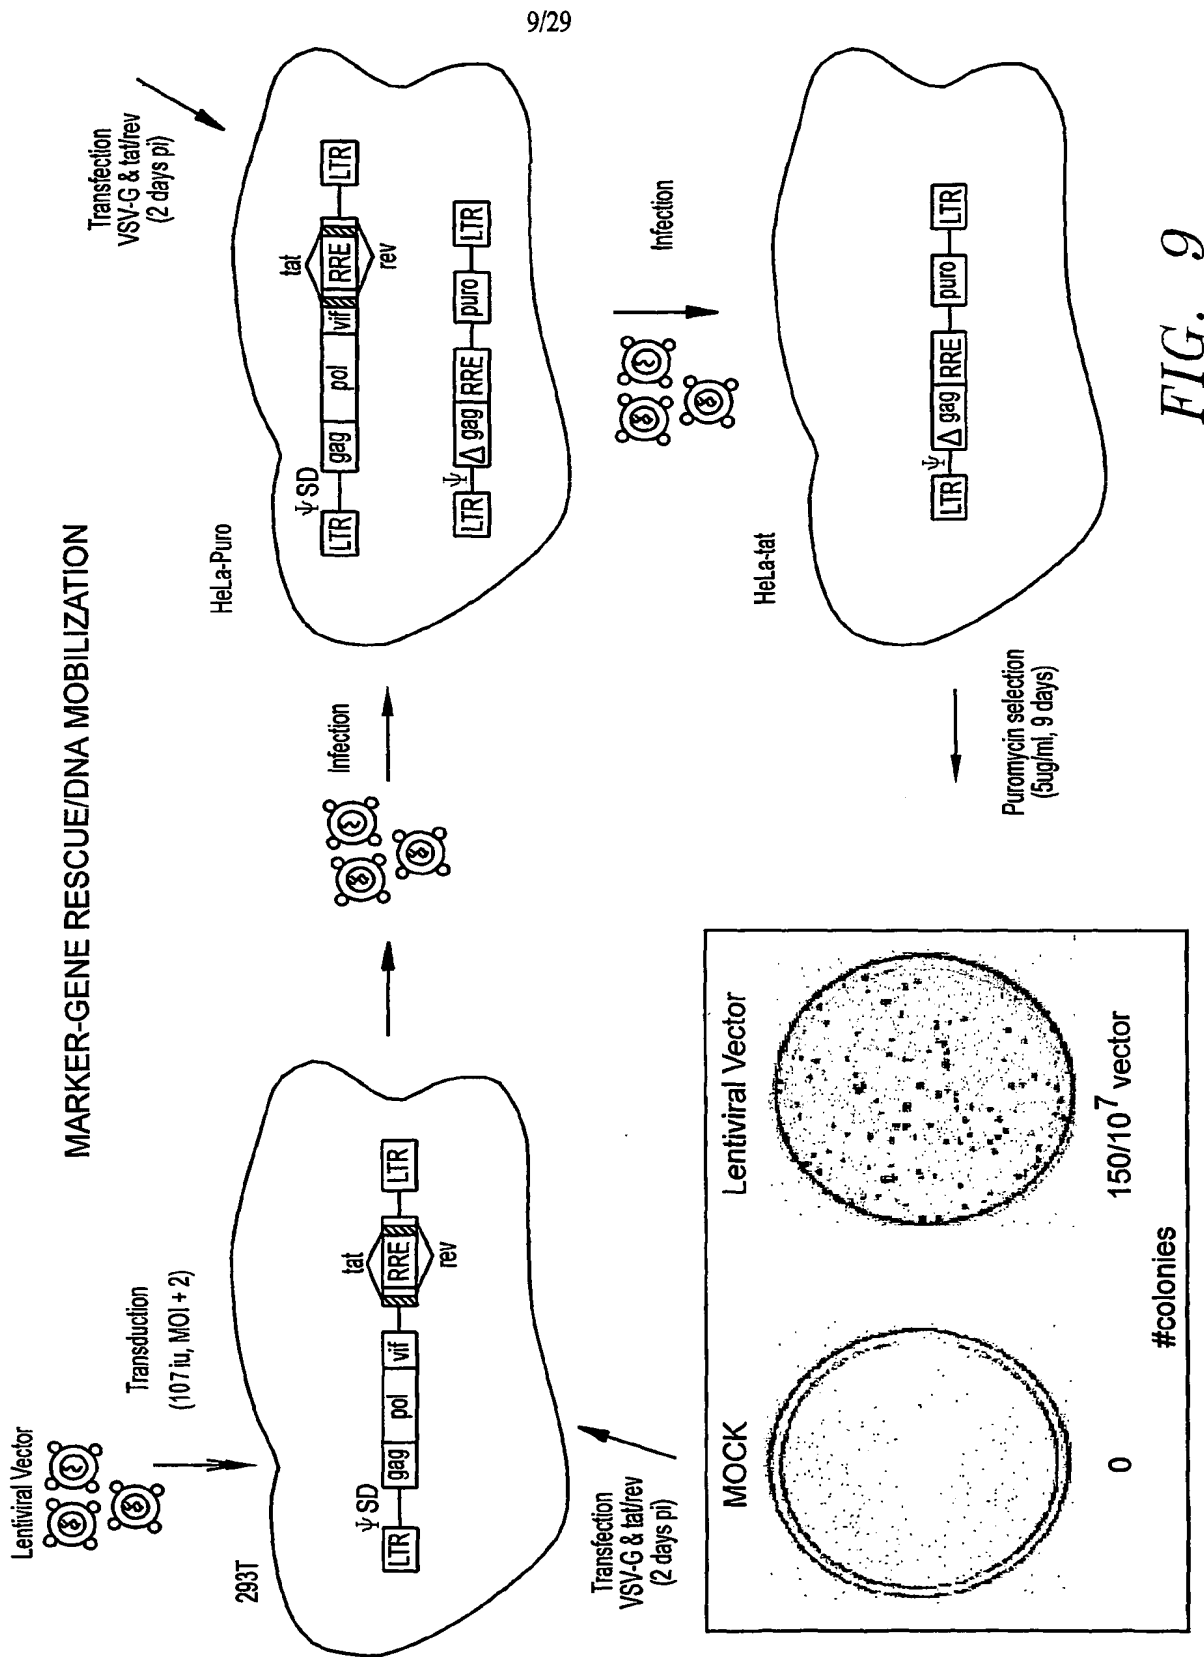 9/29
MARKER-GENE RESCUE/DNA MOBILIZATION
Lentiviral Vector
Transduction
(107 iu, MOI + 2)
293T
LTR
Ψ SD
gag
pol
vif
tat
RRE
rev
LTR
Transfection
VSV-G & tat/rev
(2 days pi)
Infection
HeLa-Puro
Transfection
VSV-G & tat/rev
(2 days pi)
LTR
Ψ SD
gag
pol
vif
tat
RRE
rev
LTR
LTR
Ψ
Δ gag
RRE
puro
LTR
Infection
HeLa-tat
LTR
Ψ
Δ gag
RRE
puro
LTR
Puromycin selection
(5ug/ml, 9 days)
MOCK
Lentiviral Vector
0
150/10⁷ vector
#colonies
FIG. 9